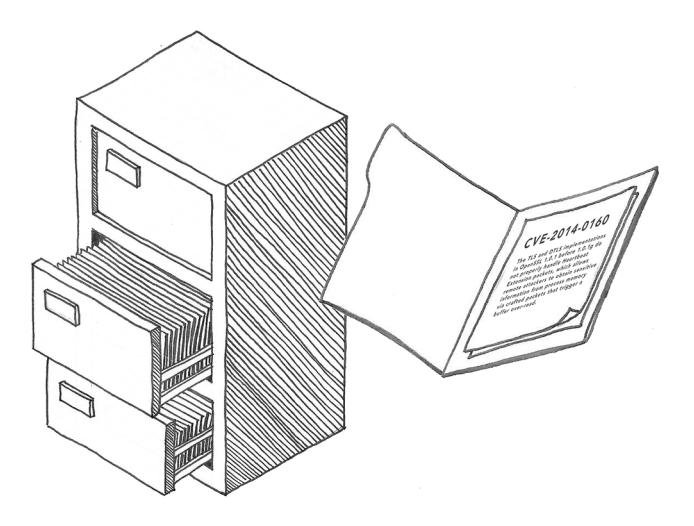 CVE-2014-0160
The TLS and DTLS implementations
in OpenSSL 1.0.1 before 1.0.1g do
not properly handle Heartbeat
Extension packets, which allows
remote attackers to obtain sensitive
information from process memory
via crafted packets that trigger a
buffer over-read.